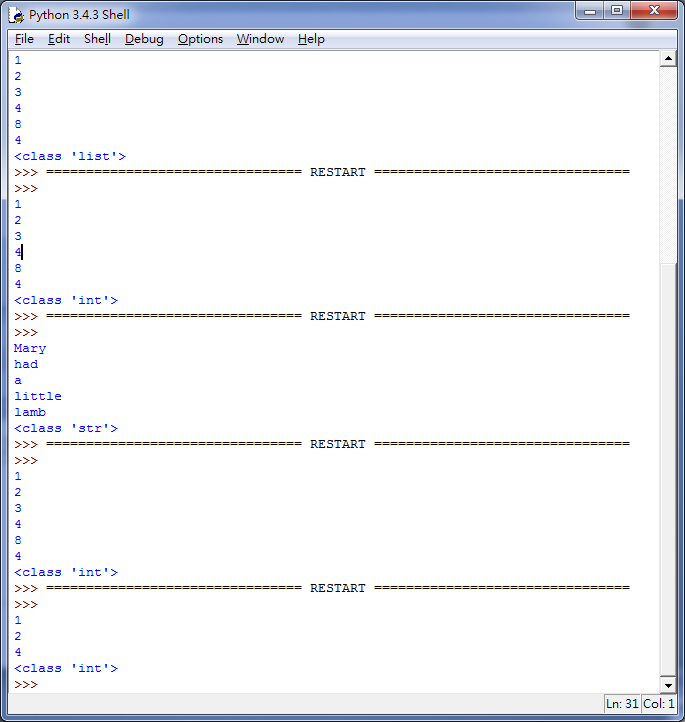 Python 3.4.3 Shell
File Edit Shell Debug Options Window Help
1
2
3
4
8
4
<class 'list'>
>>> ================================ RESTART ================================
>>>
1
2
3
4
8
4
<class 'int'>
>>> ================================ RESTART ================================
>>>
Mary
had
a
little
lamb
<class 'str'>
>>> ================================ RESTART ================================
>>>
1
2
3
4
8
4
<class 'int'>
>>> ================================ RESTART ================================
>>>
1
2
4
<class 'int'>
>>>
Ln: 31 Col: 1